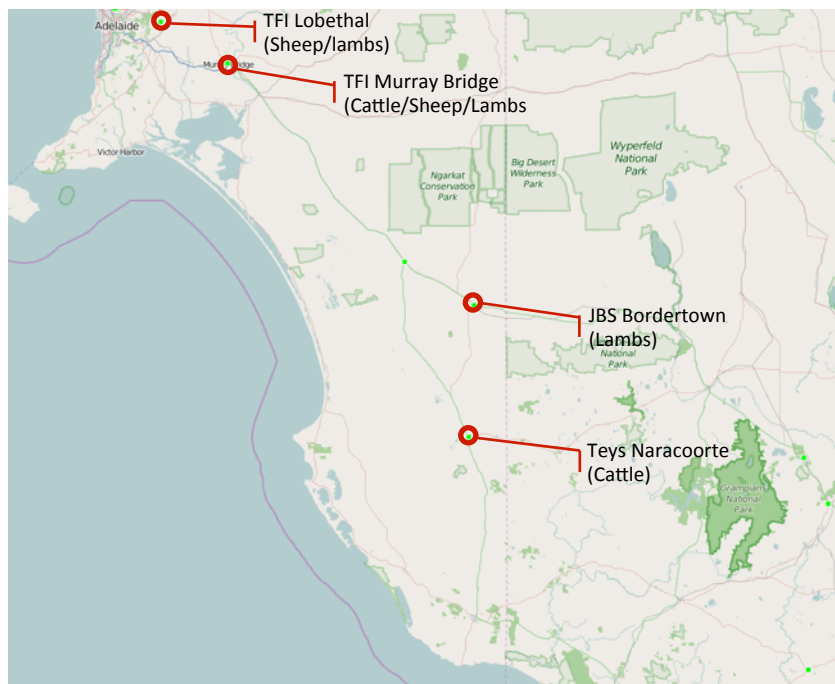 Adelaide
TFI Lobethal
(Sheep/lambs)
TFI Murray Bridge
(Cattle/Sheep/Lambs
Victor Harbor
Ngarkat
Conservation
Park
Big Desert
Wilderness
Park
Wyperfeld
National
Park
JBS Bordertown
(Lambs)
National
Park
Teys Naracoorte
(Cattle)
Grampians
National
Park